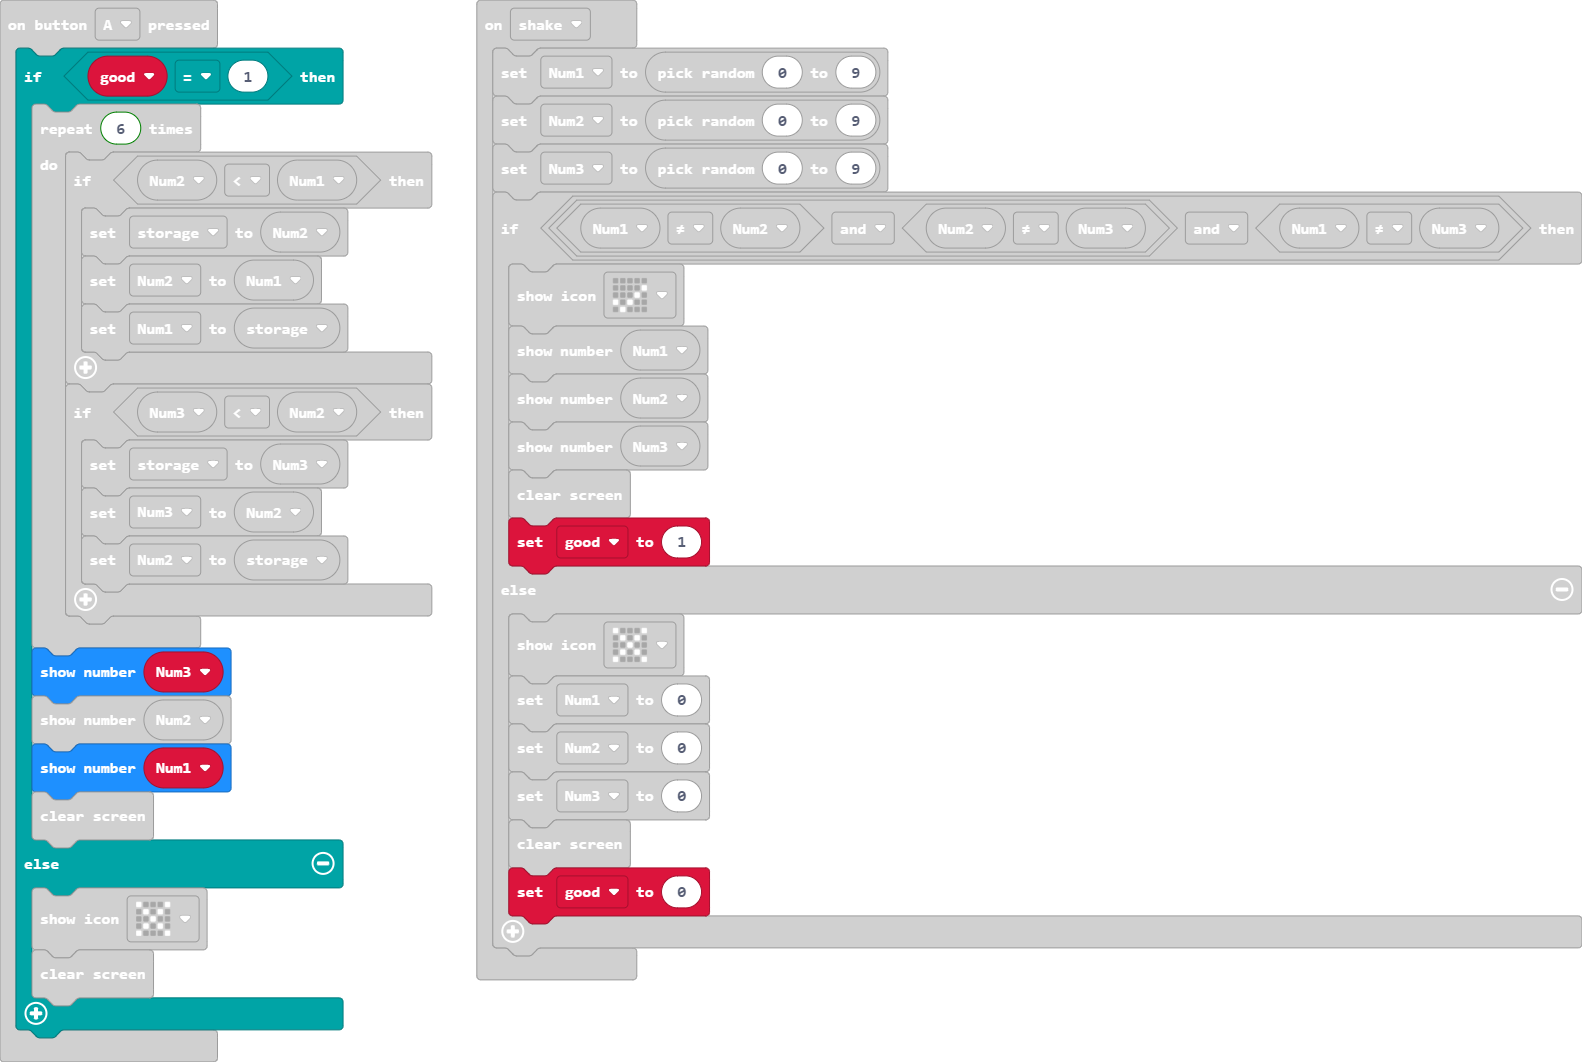 on button A pressed
if good = 1 then
repeat 6 times
do
if Num2 < Num1 then
set storage to Num2
set Num2 to Num1
set Num1 to storage
if Num3 < Num2 then
set storage to Num3
set Num3 to Num2
set Num2 to storage
show number Num3
show number Num2
show number Num1
clear screen
else
show icon
clear screen
on shake
set Num1 to pick random 0 to 9
set Num2 to pick random 0 to 9
set Num3 to pick random 0 to 9
if Num1 ≠ Num2 and Num2 ≠ Num3 and Num1 ≠ Num3 then
show icon
show number Num1
show number Num2
show number Num3
clear screen
set good to 1
else
show icon
set Num1 to 0
set Num2 to 0
set Num3 to 0
clear screen
set good to 0